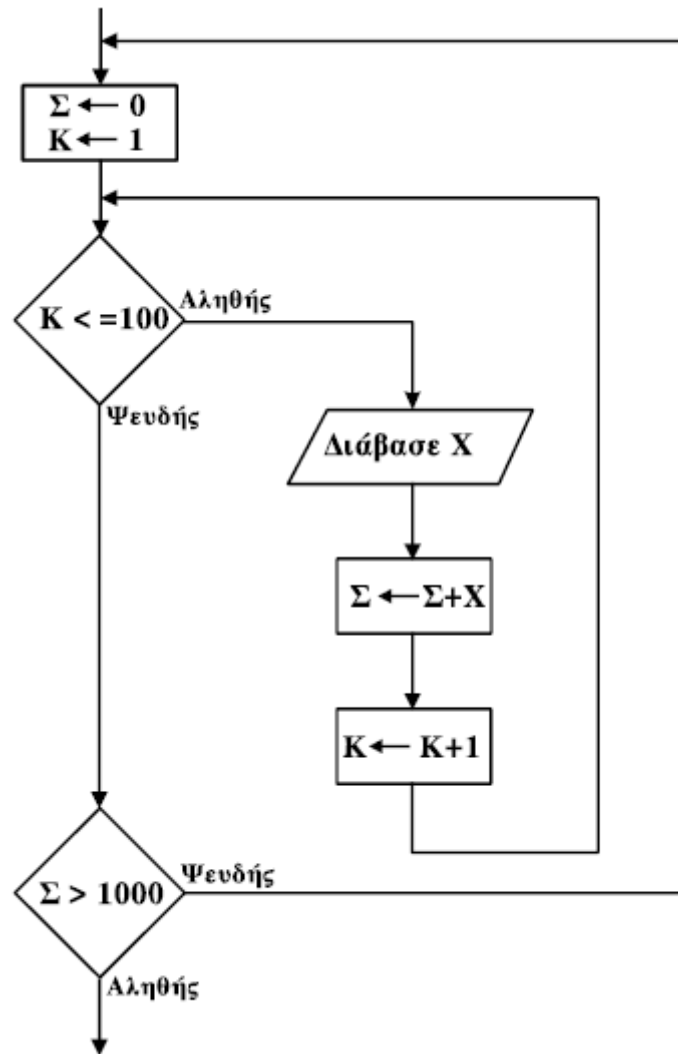 Σ ← 0
Κ ← 1
Κ < =100
Αληθής
Ψευδής
Διάβασε Χ
Σ ← Σ+Χ
Κ ← Κ+1
Σ > 1000
Ψευδής
Αληθής